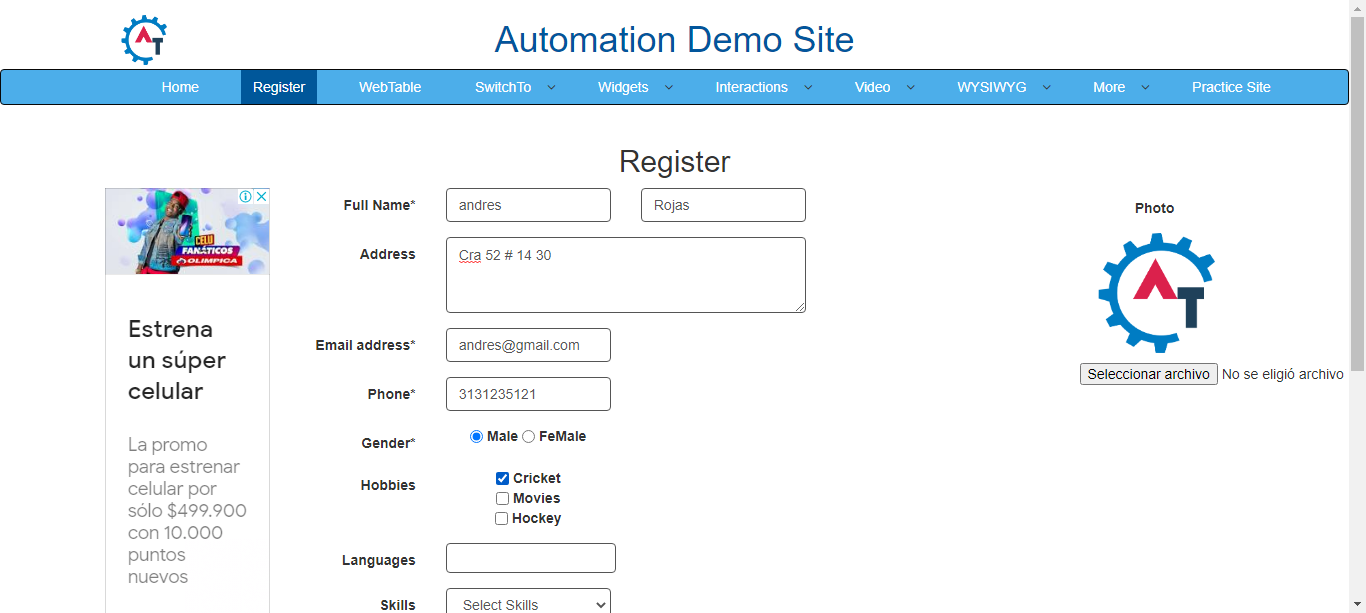 AT
Automation Demo Site
Home Register WebTable SwitchTo Widgets Interactions Video WYSIWYG More Practice Site
Register
Full Name* andres Rojas
Photo
Address Cra 52 # 14 30
AT
Email address* andres@gmail.com
Seleccionar archivo No se eligió archivo
Phone* 3131235121
Gender* Male FeMale
Hobbies Cricket
Movies
Hockey
Languages
Skills Select Skills
CELU
FANÁTICOS
OLIMPICA
Estrena
un súper
celular
La promo
para estrenar
celular por
sólo $499.900
con 10.000
puntos
nuevos